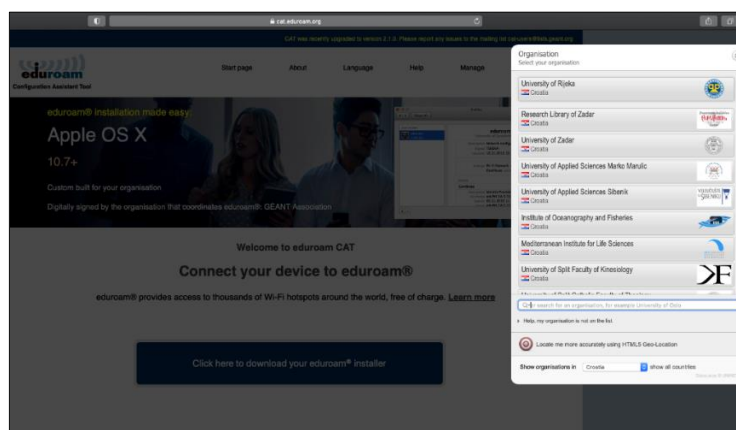 cat.eduroam.org
CAT was recently upgraded to version 2.1.0. Please report any issues to the mailing list
eduroam
Configuration Assistant Tool
Start page
About
Language
Help
Manage
eduroam® installation made easy:
Apple OS X
10.7+
Custom built for your organisation
Digitally signed by the organisation that coordinates eduroam®: GEANT Association
Welcome to eduroam CAT
Connect your device to eduroam®
eduroam® provides access to thousands of Wi-Fi hotspots around the world, free of charge. Learn more
Click here to download your eduroam® installer
Organisation
Select your organisation
University of Rijeka
Croatia
Research Library of Zadar
Croatia
University of Zadar
Croatia
University of Applied Sciences Marko Marulic
Croatia
University of Applied Sciences Sibenik
Croatia
Institute of Oceanography and Fisheries
Croatia
Mediterranean Institute for Life Sciences
Croatia
University of Split Faculty of Kinesiology
Croatia
or search for an organisation, for example University of Oslo
Help, my organisation is not on the list.
Locate me more accurately using HTML5 Geo-Location
Show organisations in
Croatia
show all countries